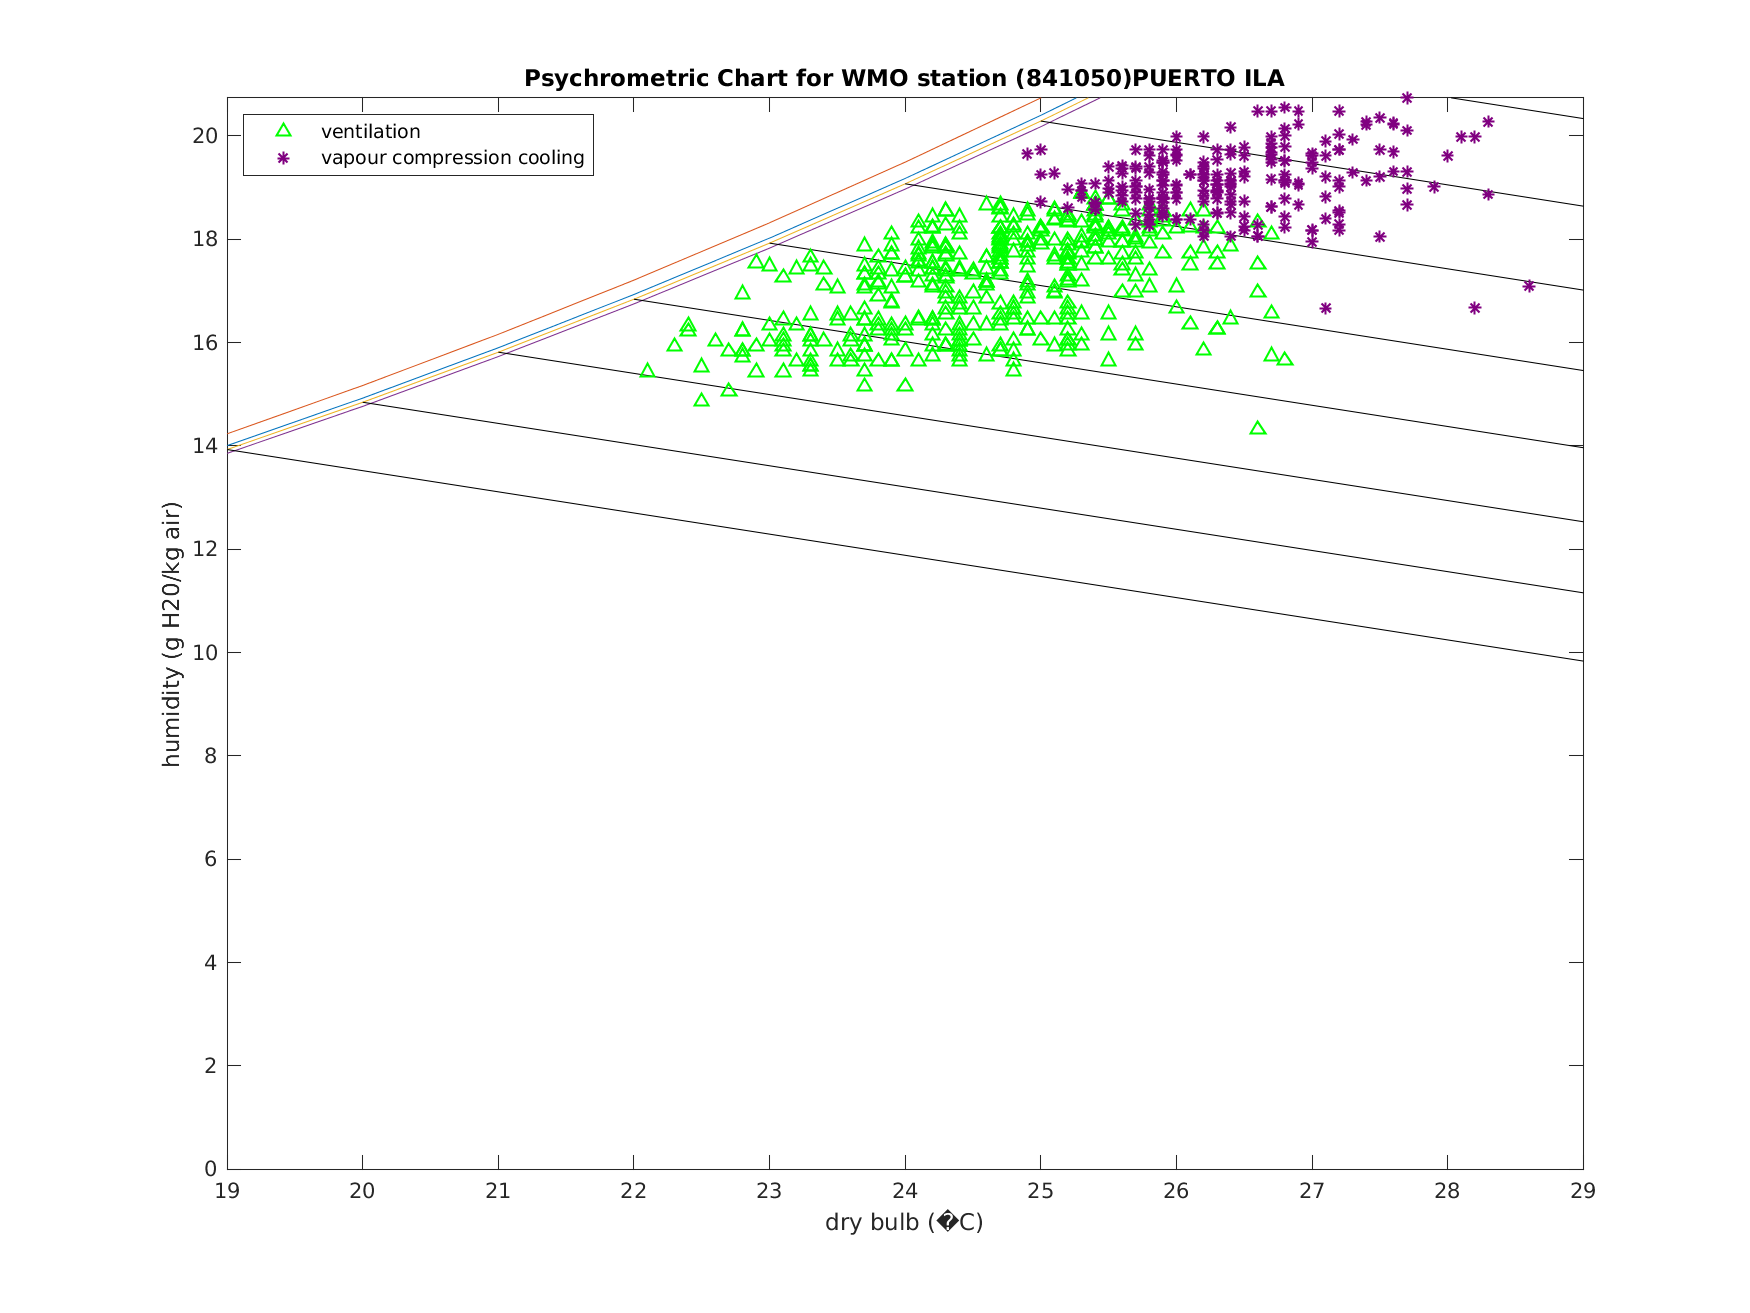 Psychrometric Chart for WMO station (841050)PUERTO ILA
ventilation
vapour compression cooling
humidity (g H20/kg air)
20
18
16
14
12
10
8
6
4
2
0
19 20 21 22 23 24 25 26 27 28 29
dry bulb (�C)